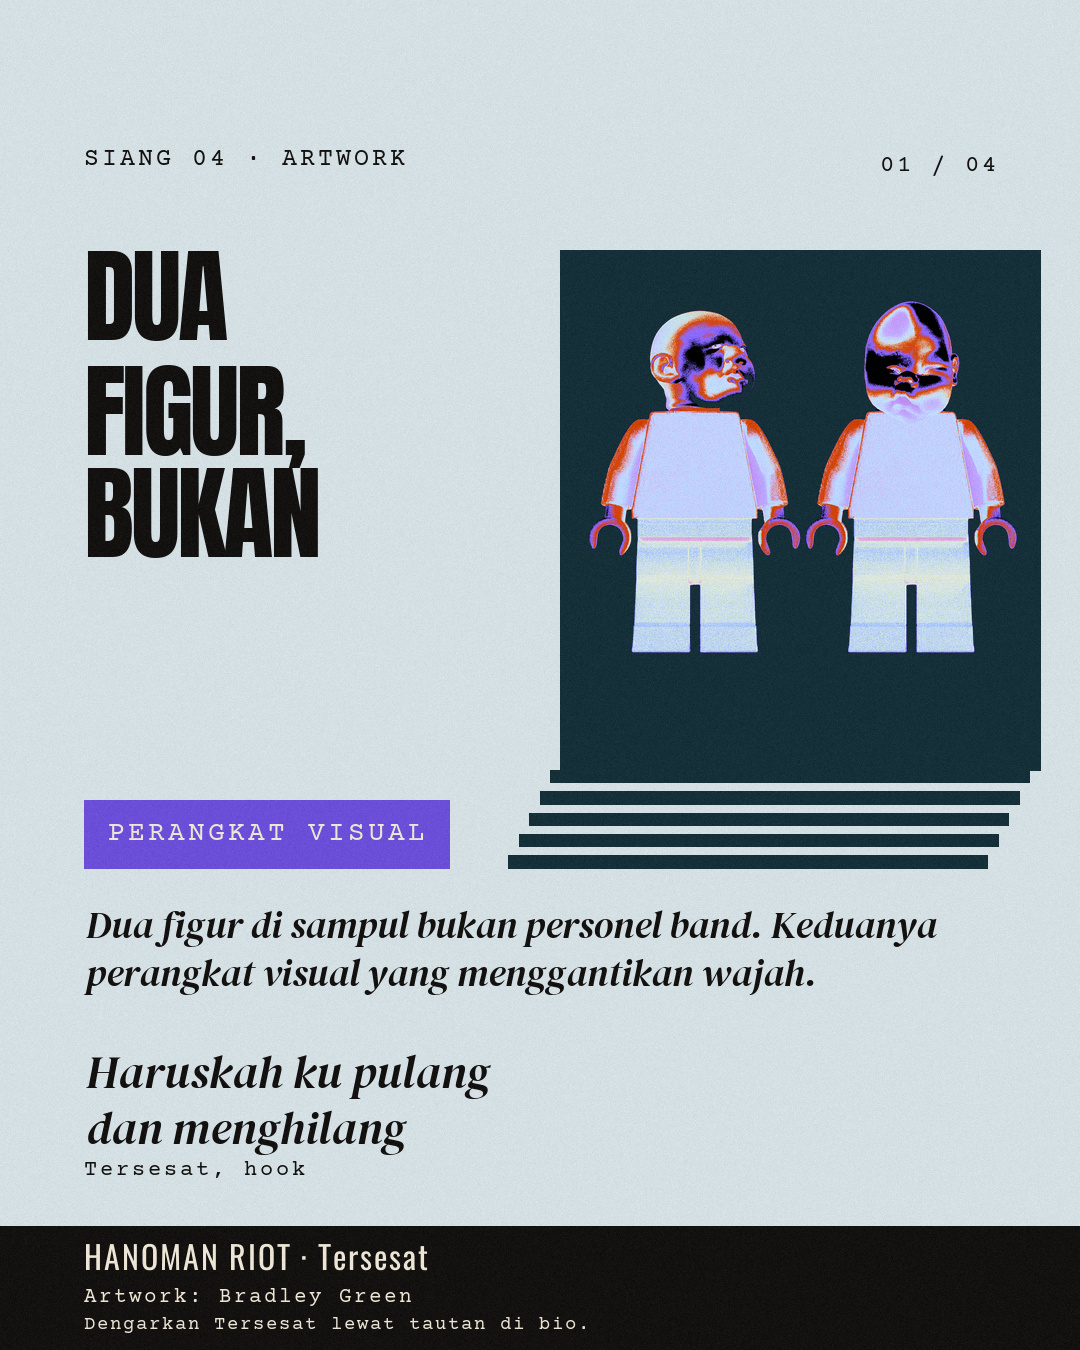 SIANG 04 · ARTWORK
01 / 04
DUA
FIGUR,
BUKAN
PERANGKAT VISUAL
Dua figur di sampul bukan personel band. Keduanya
perangkat visual yang menggantikan wajah.
Haruskah ku pulang
dan menghilang
Tersesat, hook
HANOMAN RIOT · Tersesat
Artwork: Bradley Green
Dengarkan Tersesat lewat tautan di bio.